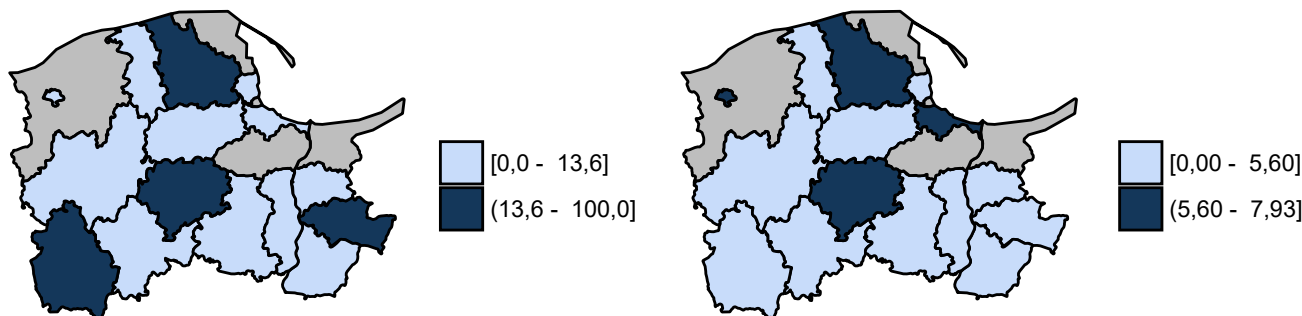 [0,0 - 13,6]
(13,6 - 100,0]
[0,00 - 5,60]
(5,60 - 7,93]